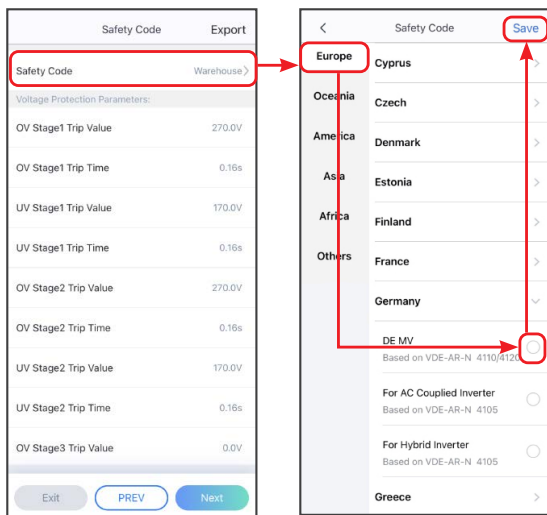 Safety Code Export
Safety Code Warehouse
Voltage Protection Parameters:
OV Stage1 Trip Value 270.0V
OV Stage1 Trip Time 0.16s
UV Stage1 Trip Value 170.0V
UV Stage1 Trip Time 0.16s
OV Stage2 Trip Value 270.0V
OV Stage2 Trip Time 0.16s
UV Stage2 Trip Value 170.0V
UV Stage2 Trip Time 0.16s
OV Stage3 Trip Value 0.0V
Exit PREV Next
Safety Code Save
Europe
Oceania
America
Asia
Africa
Others
Cyprus
Czech
Denmark
Estonia
Finland
France
Germany
DE MV
Based on VDE-AR-N 4110/4120
For AC Couplied Inverter
Based on VDE-AR-N 4105
For Hybrid Inverter
Based on VDE-AR-N 4105
Greece